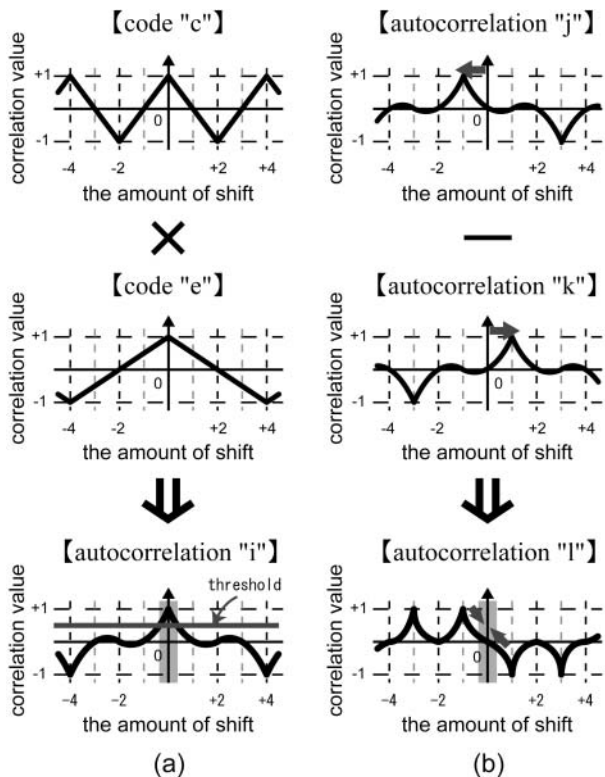 【code "c"】
correlation value
+1
0
-1
-4
-2
+2
+4
the amount of shift
×
【code "e"】
correlation value
+1
0
-1
-4
-2
+2
+4
the amount of shift
【autocorrelation "i"】
correlation value
threshold
+1
0
-1
-4
-2
+2
+4
the amount of shift
(a)
【autocorrelation "j"】
correlation value
+1
0
-1
-4
-2
+2
+4
the amount of shift
—
【autocorrelation "k"】
correlation value
+1
0
-1
-4
-2
+2
+4
the amount of shift
【autocorrelation "l"】
correlation value
+1
0
-1
-4
-2
+2
+4
the amount of shift
(b)